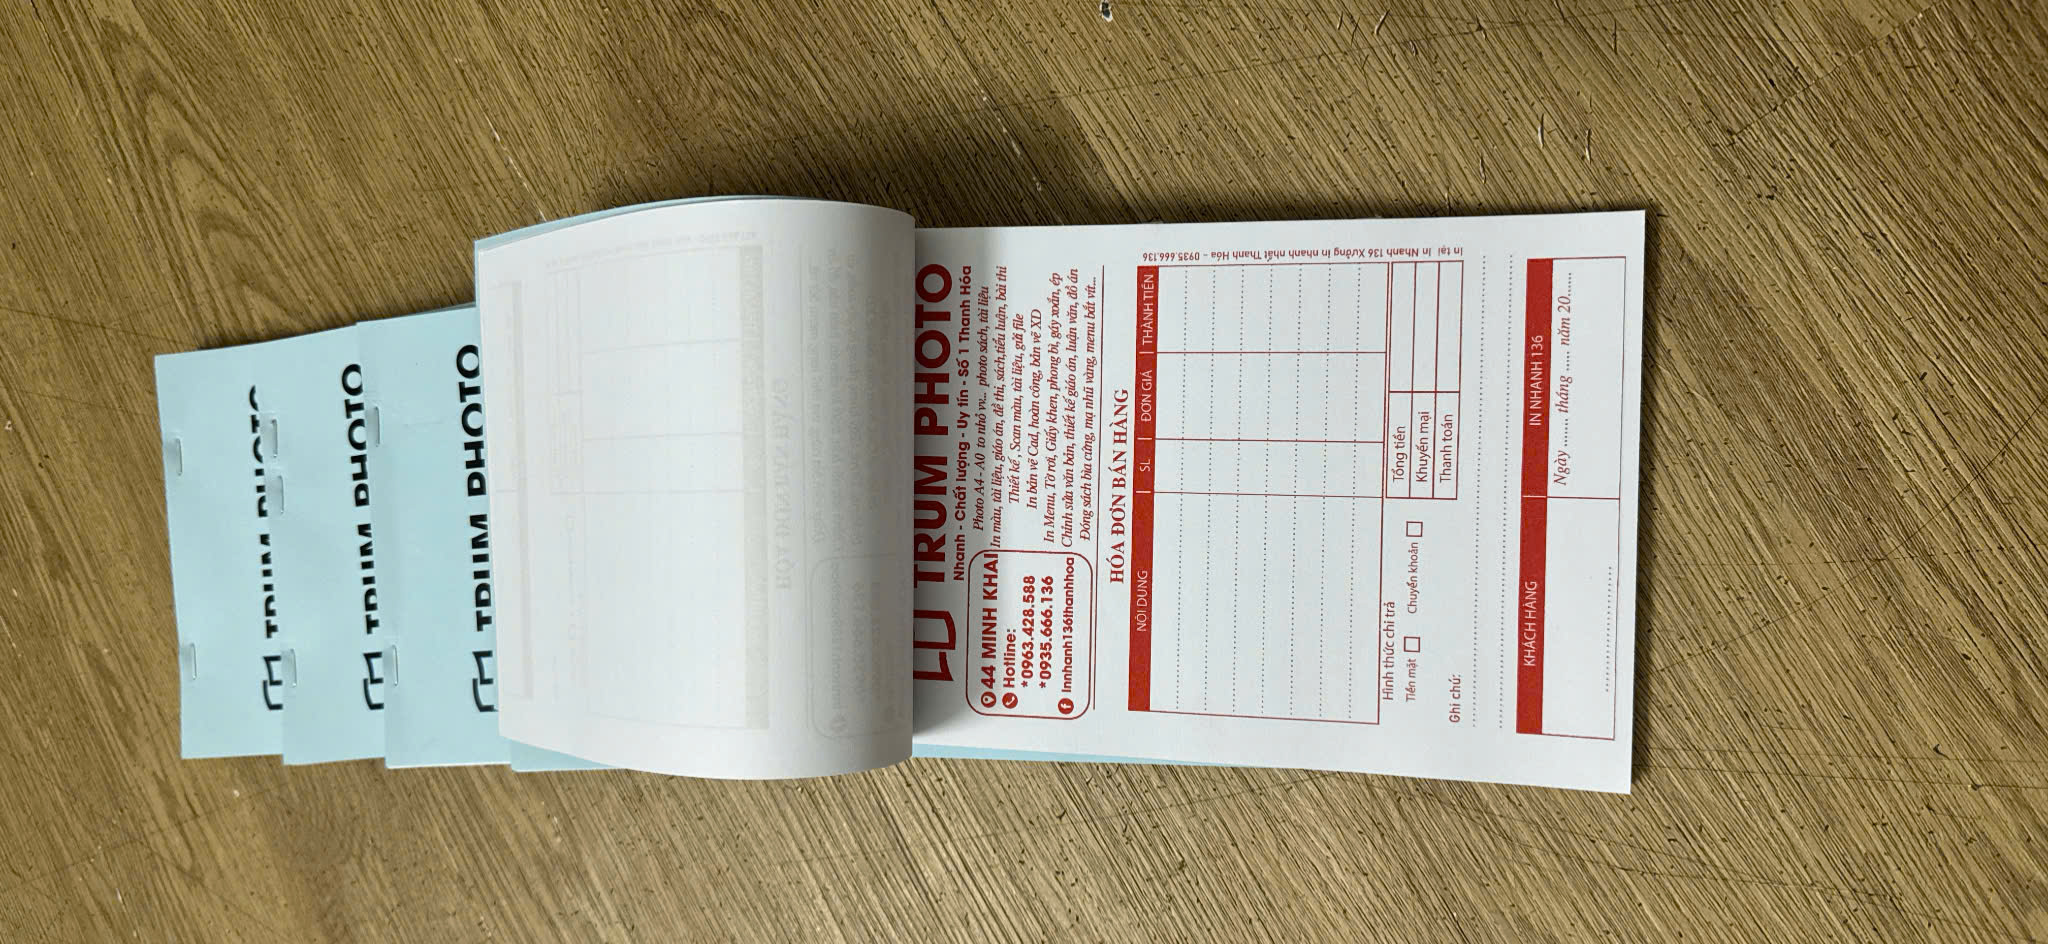 TRUM PHOTO
TRUM PHOTO
TRUM PHOTO
TRUM PHOTO
Nhanh - Chất lượng - Uy tín - Số 1 Thanh Hóa
44 MINH KHAI
Hotline:
*0963.428.588
*0935.666.136
Innhanh136thanhhoa
Photo A4 - A0 to nhỏ vv... photo sách, tài liệu
In màu, tài liệu, giáo án, đề thi, sách,tiểu luận, bài thi
Thiết kế , Scan màu, tài liệu, gửi file
In bản vẽ Cad, hoàn công, bản vẽ XD
In Menu, Tờ rơi, Giấy khen, phong bì, gáy xoắn, ép
Chỉnh sửa văn bản, thiết kế giáo án, luận văn, đồ án
Đóng sách bìa cứng, mạ nhũ vàng, menu bắt vít...
HÓA ĐƠN BÁN HÀNG
NỘI DUNG SL ĐƠN GIÁ THÀNH TIỀN
Hình thức chi trả
Tiền mặt Chuyển khoản
Tổng tiền
Khuyến mại
Thanh toán
Ghi chú:
In tại In Nhanh 136 Xưởng in nhanh nhất Thanh Hóa - 0935.666.136
KHÁCH HÀNG IN NHANH 136
Ngày ....... tháng ...... năm 20.......